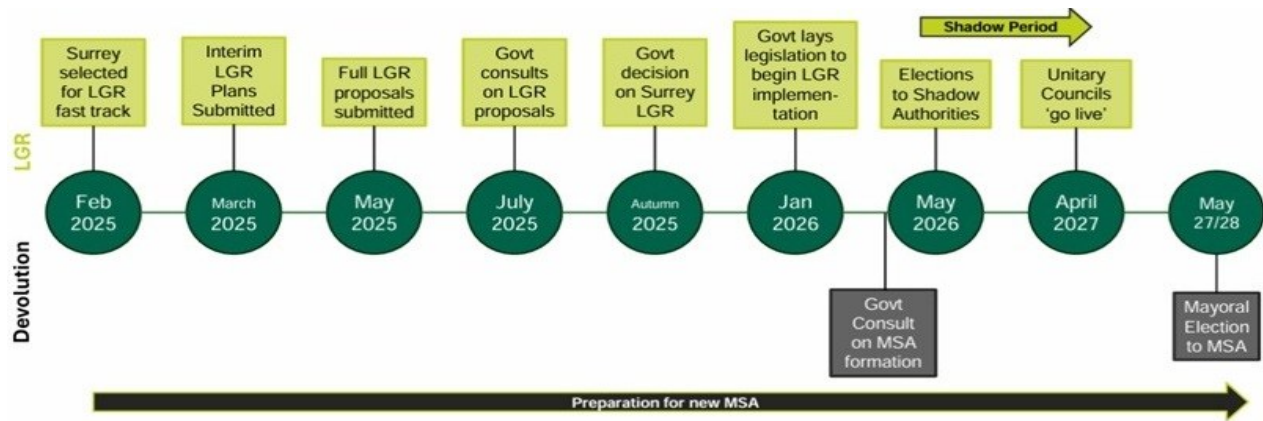 Shadow Period
Surrey
selected
for LGR
fast track
Interim
LGR
Plans
Submitted
Full LGR
proposals
submitted
Govt
consults
on LGR
proposals
Govt
decision
on Surrey
LGR
Govt lays
legislation to
begin LGR
implemen-
tation
Elections
to Shadow
Authorities
Unitary
Councils
‘go live’
LGR
Feb
2025
March
2025
May
2025
July
2025
Autumn
2025
Jan
2026
May
2026
April
2027
May
27/28
Devolution
Govt
Consult
on MSA
formation
Mayoral
Election
to MSA
Preparation for new MSA